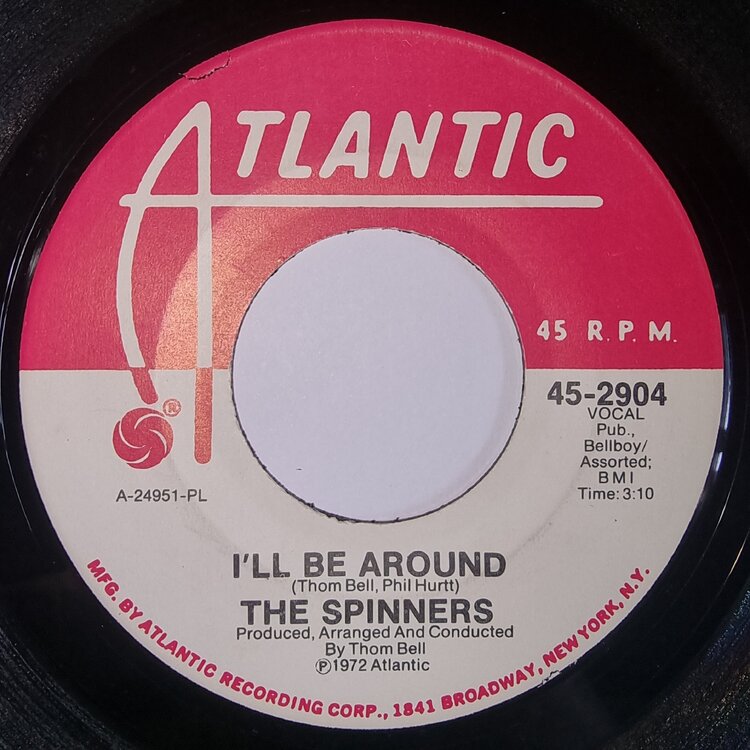 ATLANTIC
45 R.P.M.
45-2904
VOCAL
Pub.,
Bellboy/
Assorted;
BMI
Time: 3:10
®
A-24951-PL
I'LL BE AROUND
(Thom Bell, Phil Hurtt)
THE SPINNERS
Produced, Arranged And Conducted
By Thom Bell
℗1972 Atlantic
MFG. BY ATLANTIC RECORDING CORP., 1841 BROADWAY, NEW YORK, N.Y.